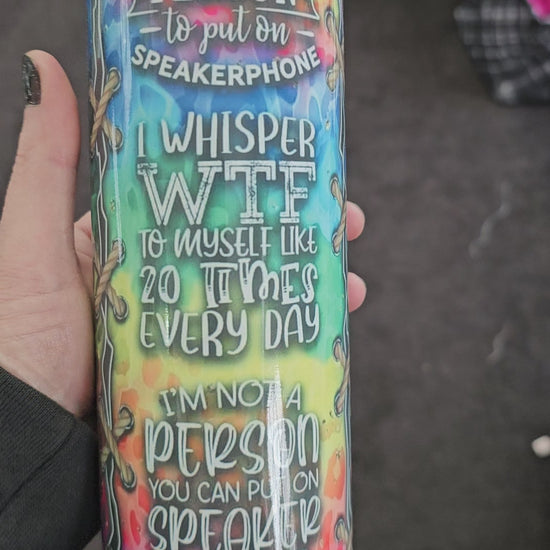 — to put on —
SPEAKERPHONE
I WHISPER
WTF
TO MYSELF LIKE
20 TIMES
EVERY DAY
I'M NOT A
PERSON
YOU CAN PUT ON
SPEAKER